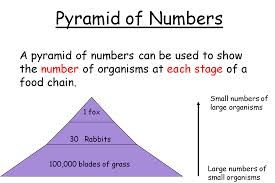 Pyramid of Numbers
A pyramid of numbers can be used to show
the number of organisms at each stage of a
food chain.
Small numbers of
large organisms
1 fox
30 Rabbits
100,000 blades of grass
Large numbers of
small organisms